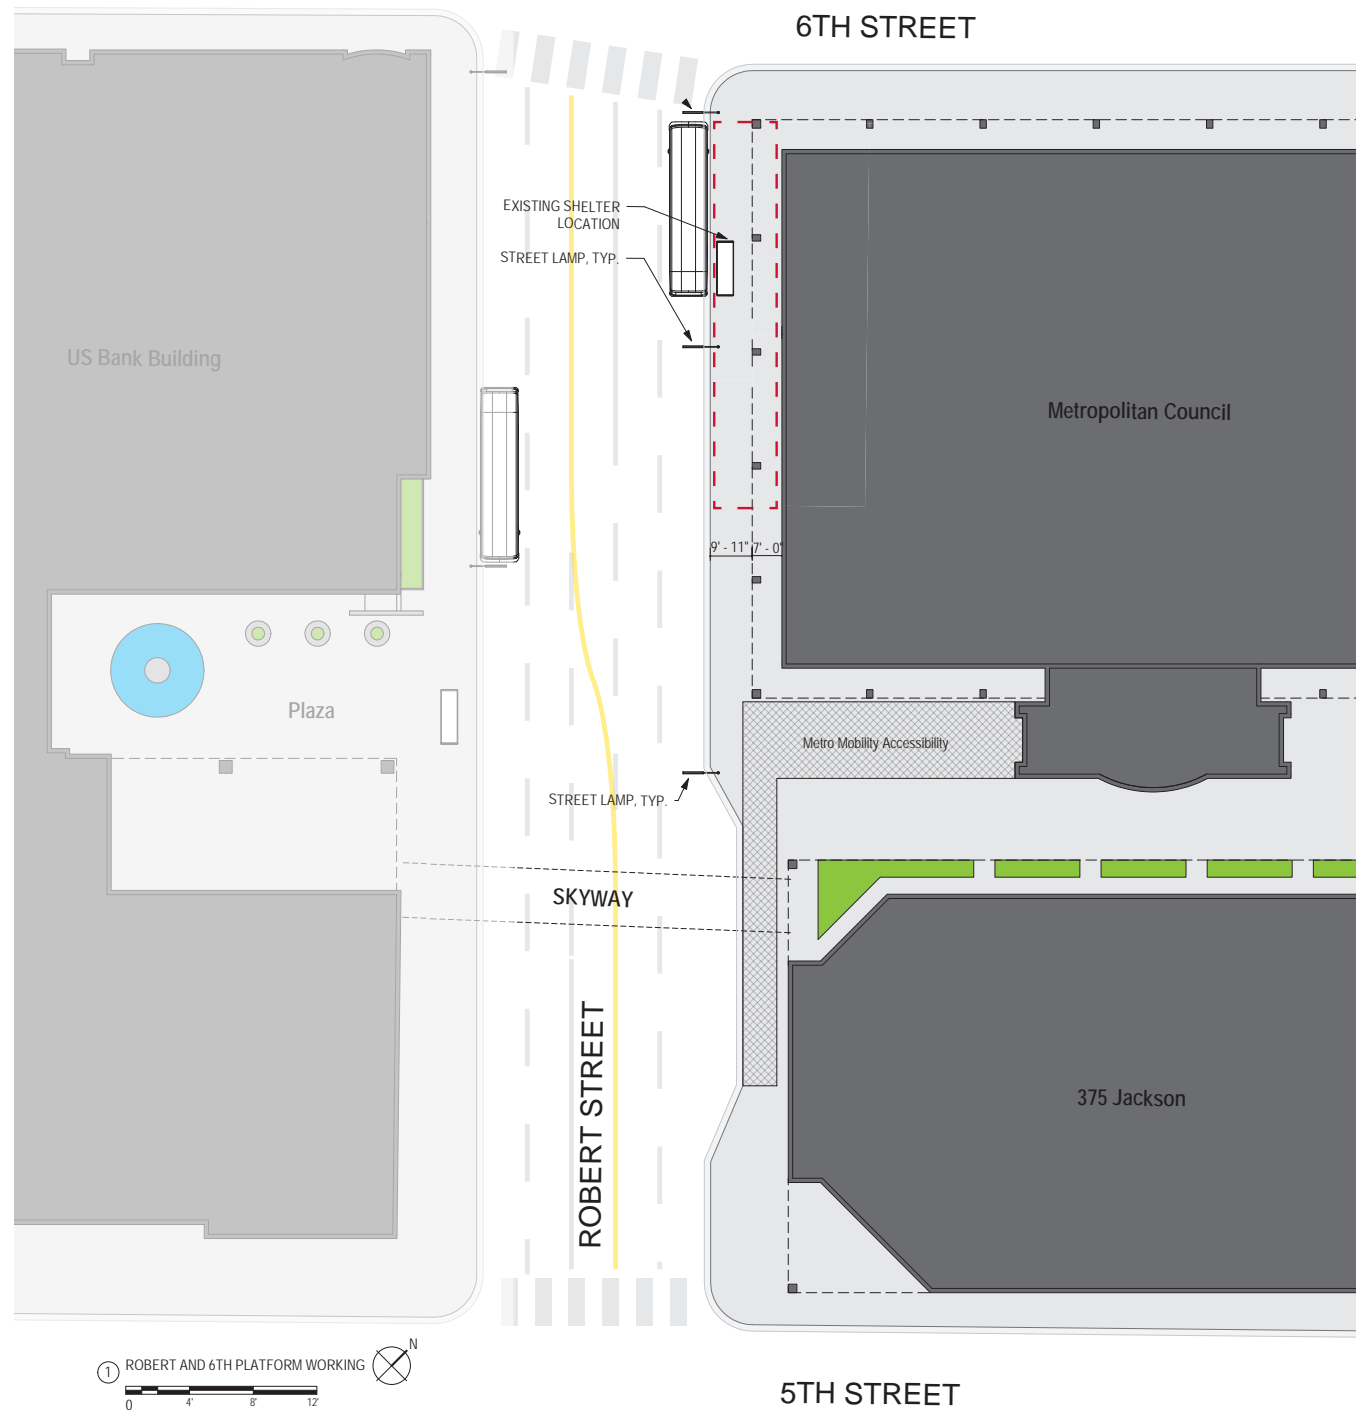 6TH STREET
EXISTING SHELTER
LOCATION
STREET LAMP, TYP.
US Bank Building
Metropolitan Council
9' - 11" 7' - 0"
Plaza
Metro Mobility Accessibility
STREET LAMP, TYP.
SKYWAY
ROBERT STREET
375 Jackson
N
1 ROBERT AND 6TH PLATFORM WORKING
0 4' 8' 12'
5TH STREET